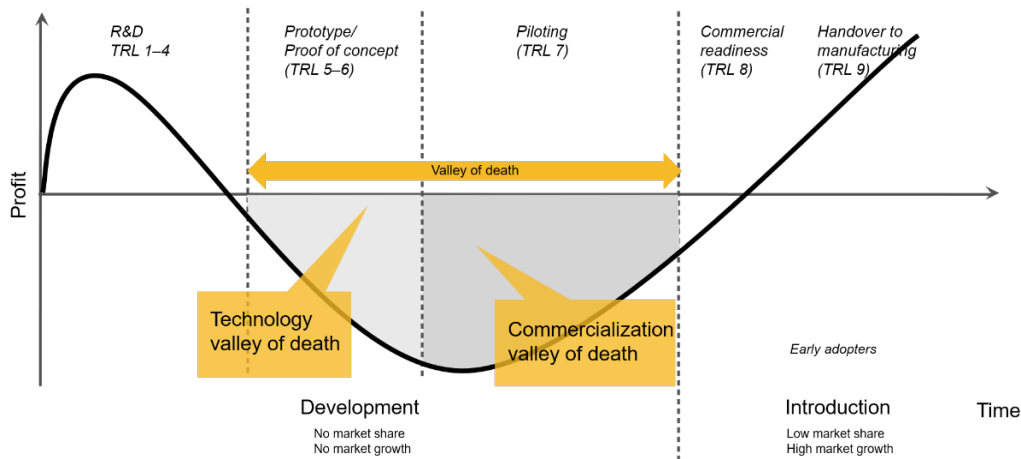 R&D
TRL 1–4
Prototype/
Proof of concept
(TRL 5–6)
Piloting
(TRL 7)
Commercial
readiness
(TRL 8)
Handover to
manufacturing
(TRL 9)
Valley of death
Profit
Technology
valley of death
Commercialization
valley of death
Early adopters
Development
No market share
No market growth
Introduction
Low market share
High market growth
Time